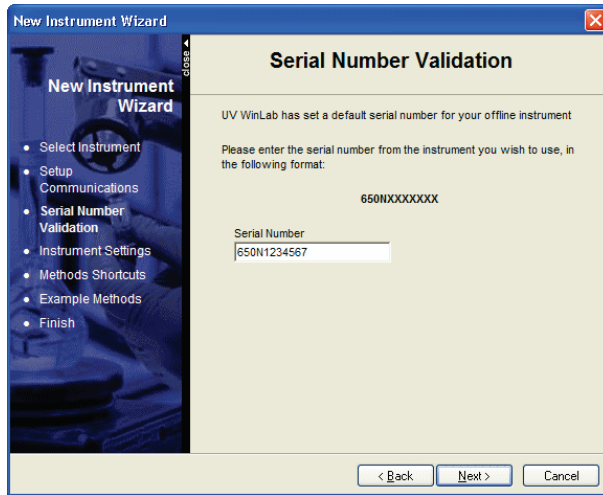 New Instrument Wizard
close
New Instrument
Wizard
Select Instrument
Setup
Communications
Serial Number
Validation
Instrument Settings
Methods Shortcuts
Example Methods
Finish
Serial Number Validation
UV WinLab has set a default serial number for your offline instrument
Please enter the serial number from the instrument you wish to use, in
the following format:
650NXXXXXXX
Serial Number
650N1234567
< Back
Next >
Cancel